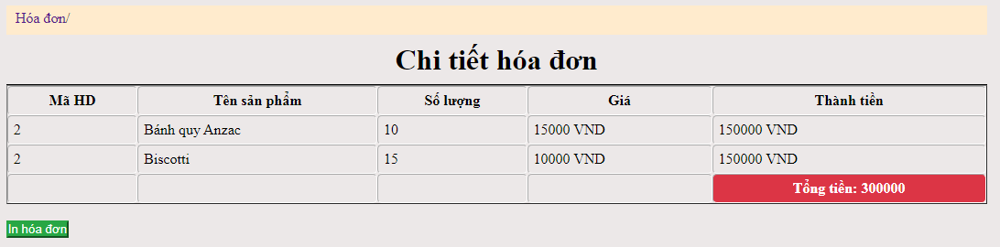 Hóa đơn/
Chi tiết hóa đơn
Mã HD Tên sản phẩm Số lượng Giá Thành tiền
2 Bánh quy Anzac 10 15000 VND 150000 VND
2 Biscotti 15 10000 VND 150000 VND
Tổng tiền: 300000
In hóa đơn